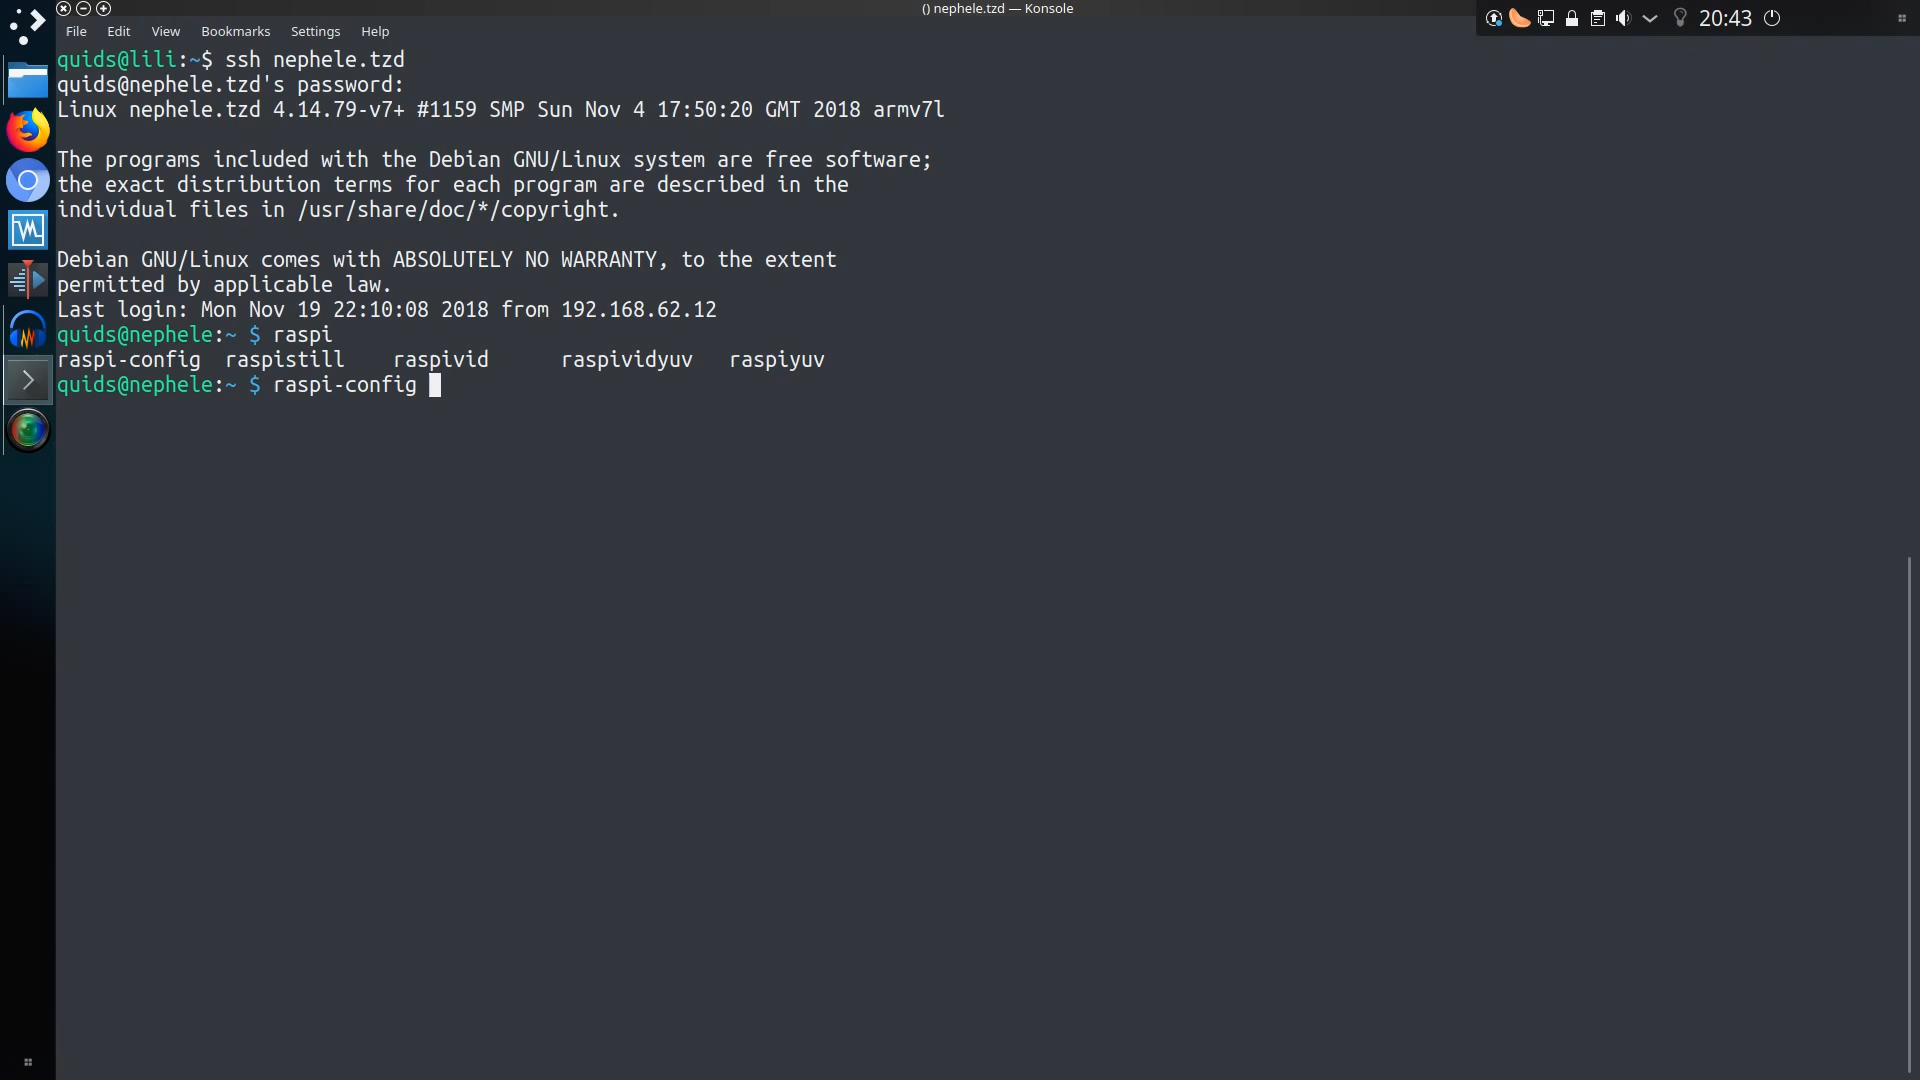 () nephele.tzd — Konsole
20:43
File Edit View Bookmarks Settings Help
quids@lili:~$ ssh nephele.tzd
quids@nephele.tzd's password:
Linux nephele.tzd 4.14.79-v7+ #1159 SMP Sun Nov 4 17:50:20 GMT 2018 armv7l
The programs included with the Debian GNU/Linux system are free software;
the exact distribution terms for each program are described in the
individual files in /usr/share/doc/*/copyright.
Debian GNU/Linux comes with ABSOLUTELY NO WARRANTY, to the extent
permitted by applicable law.
Last login: Mon Nov 19 22:10:08 2018 from 192.168.62.12
quids@nephele:~ $ raspi
raspi-config raspistill raspivid raspividyuv raspiyuv
quids@nephele:~ $ raspi-config